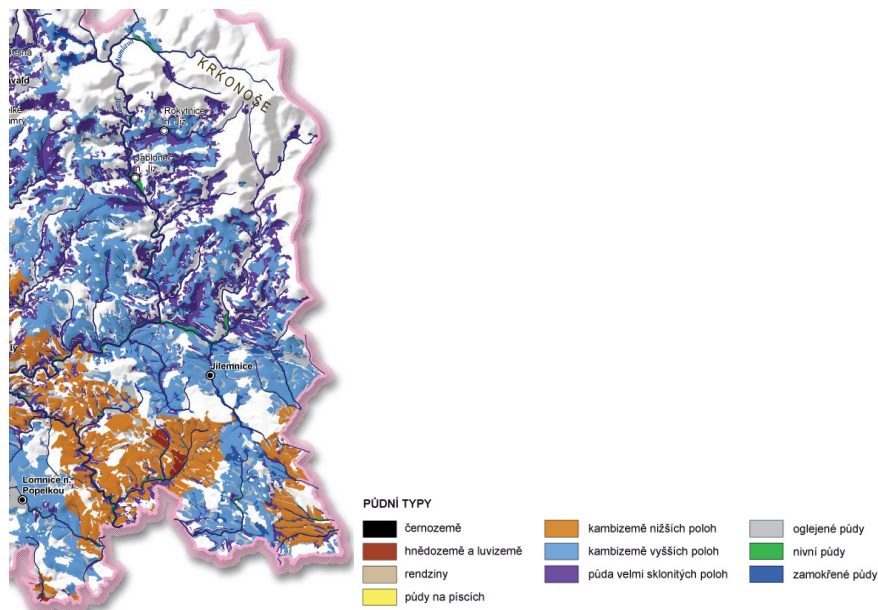 KRKONOŠE
Rokytnice
n. Jiz.
Jablonec
n. Jiz.
Jilemnice
Lomnice n.
Popelkou
PŮDNÍ TYPY
černozemě
hnědozemě a luvizemě
rendziny
půdy na píscích
kambizemě nižších poloh
kambizemě vyšších poloh
půda velmi sklonitých poloh
oglejené půdy
nivní půdy
zamokřené půdy